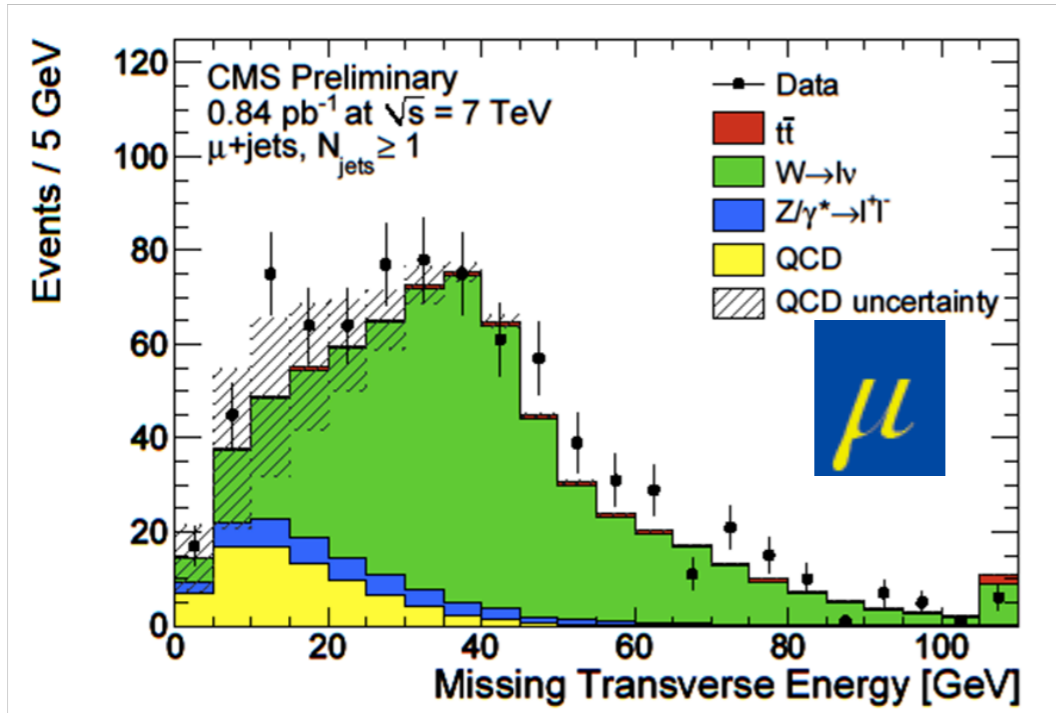 Events / 5 GeV
120
100
80
60
40
20
0
CMS Preliminary
0.84 pb⁻¹ at √s = 7 TeV
μ+jets, N_jets ≥ 1
Data
tt̄
W→lν
Z/γ*→l⁺l⁻
QCD
QCD uncertainty
μ
0 20 40 60 80 100
Missing Transverse Energy [GeV]